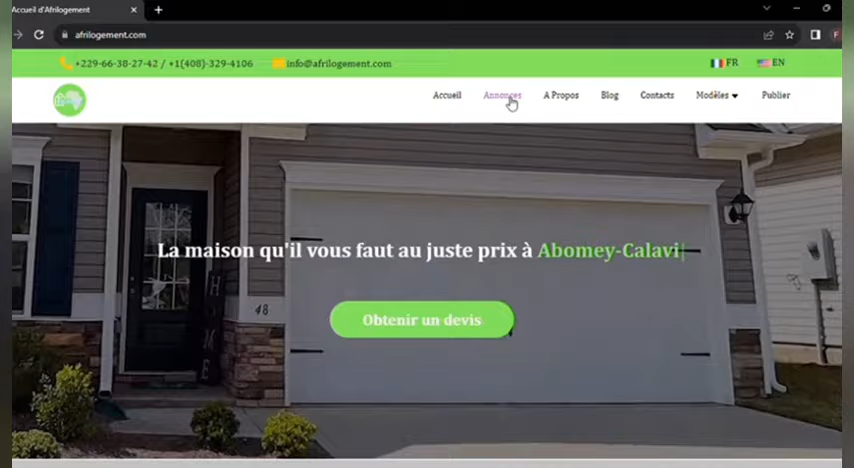 Accueil d'Afrilogement
afrilogement.com
+229-66-38-27-42 / +1(408)-329-4106 info@afrilogement.com FR EN
Accueil Annonces A Propos Blog Contacts Modèles Publier
La maison qu'il vous faut au juste prix à Abomey-Calavi
HOME
48
Obtenir un devis